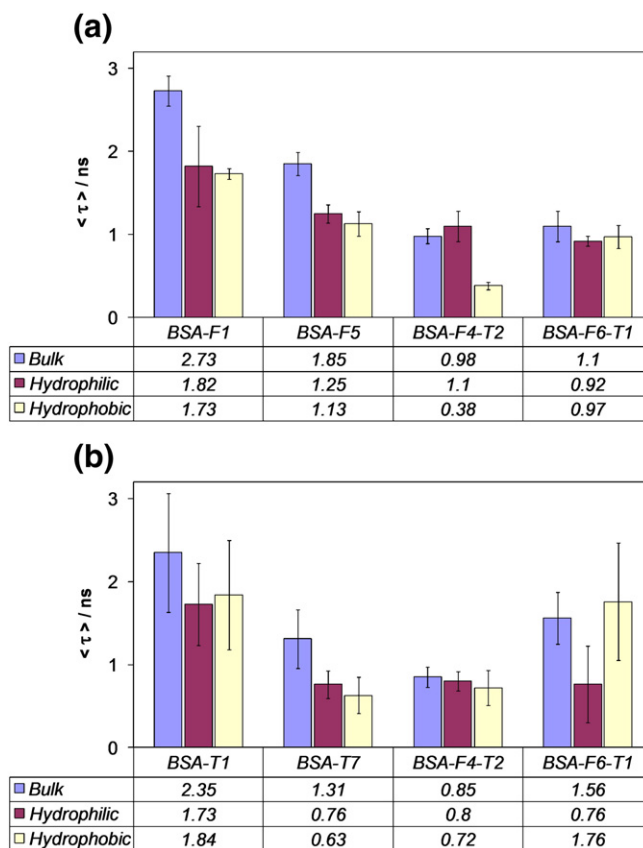 (a)
3
2
1
0
< τ > / ns
BSA-F1 BSA-F5 BSA-F4-T2 BSA-F6-T1
Bulk 2.73 1.85 0.98 1.1
Hydrophilic 1.82 1.25 1.1 0.92
Hydrophobic 1.73 1.13 0.38 0.97
(b)
3
2
1
0
< τ > / ns
BSA-T1 BSA-T7 BSA-F4-T2 BSA-F6-T1
Bulk 2.35 1.31 0.85 1.56
Hydrophilic 1.73 0.76 0.8 0.76
Hydrophobic 1.84 0.63 0.72 1.76